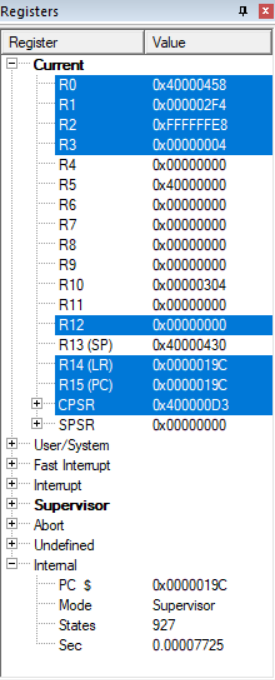 Registers
Register Value
Current
R0 0x40000458
R1 0x000002F4
R2 0xFFFFFFE8
R3 0x00000004
R4 0x00000000
R5 0x40000000
R6 0x00000000
R7 0x00000000
R8 0x00000000
R9 0x00000000
R10 0x00000304
R11 0x00000000
R12 0x00000000
R13 (SP) 0x40000430
R14 (LR) 0x0000019C
R15 (PC) 0x0000019C
CPSR 0x400000D3
SPSR 0x00000000
User/System
Fast Interrupt
Interrupt
Supervisor
Abort
Undefined
Internal
PC $ 0x0000019C
Mode Supervisor
States 927
Sec 0.00007725